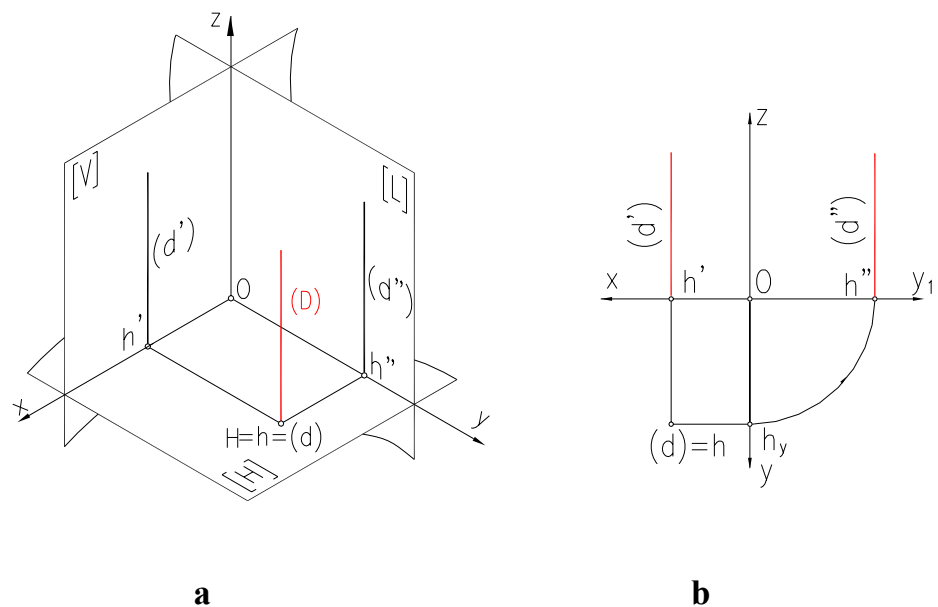 z
[V]
[L]
(d')
(d")
O
(D)
h'
h"
x
y
H=h=(d)
[H]
a
z
(d')
(d")
x
h'
O
h"
y1
(d)=h
hy
y
b